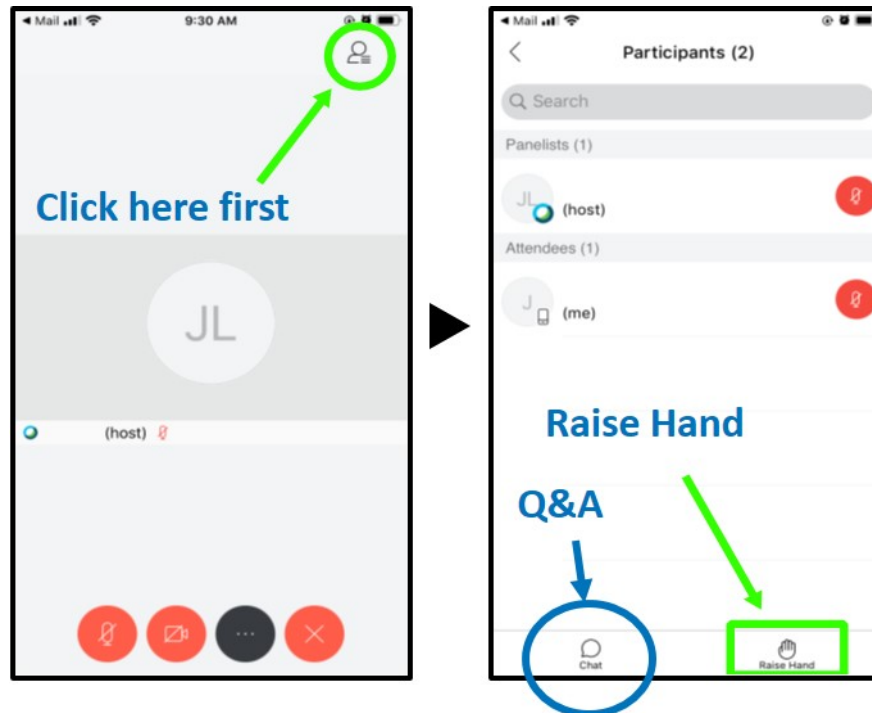 ◀ Mail
9:30 AM
Click here first
JL
(host)
◀ Mail
Participants (2)
Search
Panelists (1)
JL
(host)
Attendees (1)
J
(me)
Raise Hand
Q&A
Chat
Raise Hand